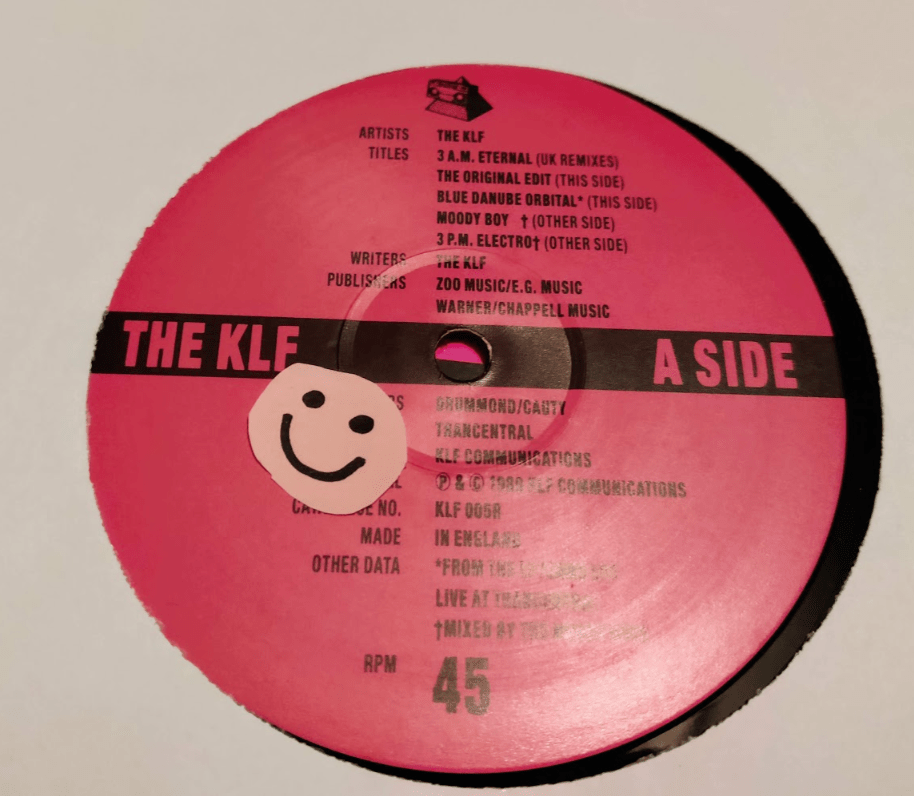 ARTISTS THE KLF
TITLES 3 A.M. ETERNAL (UK REMIXES)
THE ORIGINAL EDIT (THIS SIDE)
BLUE DANUBE ORBITAL* (THIS SIDE)
MOODY BOY † (OTHER SIDE)
3 P.M. ELECTRO† (OTHER SIDE)
WRITERS THE KLF
PUBLISHERS ZOO MUSIC/E.G. MUSIC
WARNER/CHAPPELL MUSIC
THE KLF A SIDE
DRUMMOND/CAUTY
TRANCENTRAL
KLF COMMUNICATIONS
℗ & © 1989 KLF COMMUNICATIONS
NO. KLF 005R
MADE IN ENGLAND
OTHER DATA *FROM THE
LIVE AT
†MIXED BY THE
RPM 45